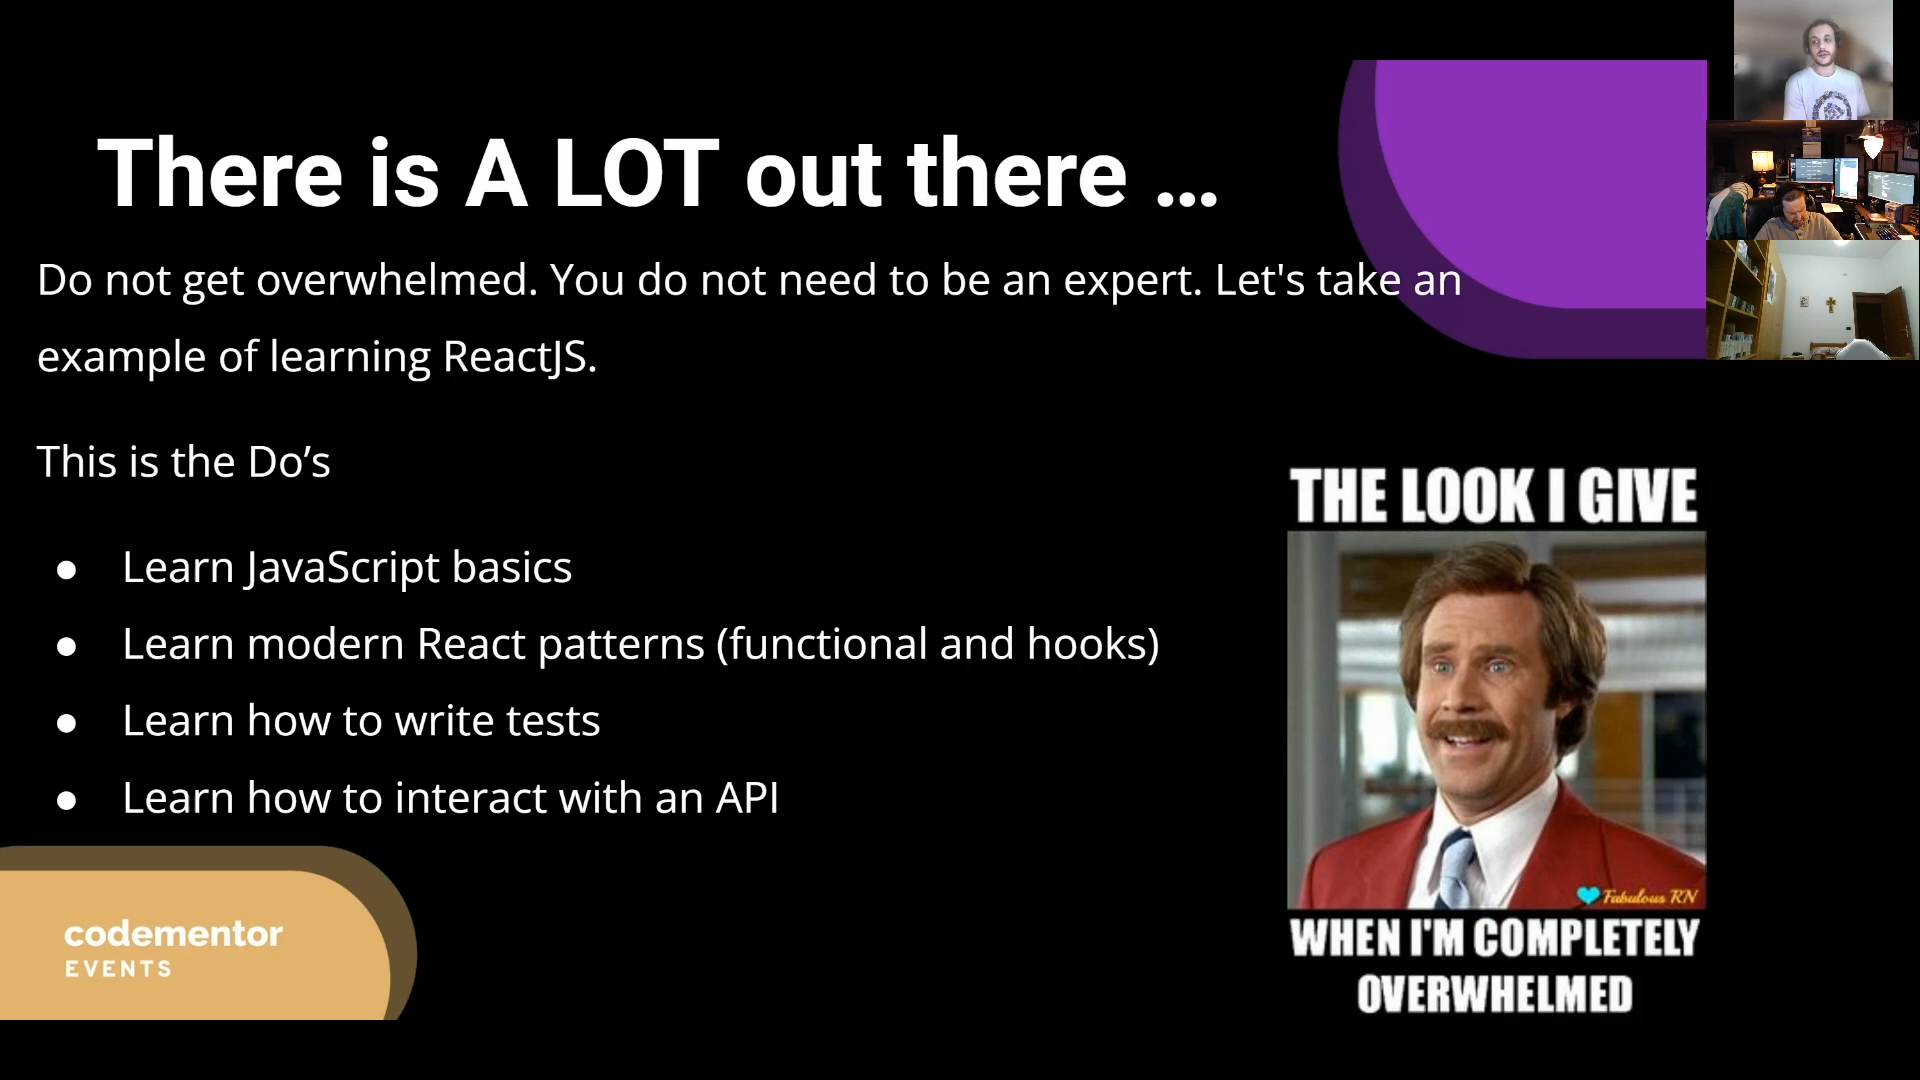 There is A LOT out there ...
Do not get overwhelmed. You do not need to be an expert. Let's take an
example of learning ReactJS.
This is the Do’s
● Learn JavaScript basics
● Learn modern React patterns (functional and hooks)
● Learn how to write tests
● Learn how to interact with an API
THE LOOK I GIVE
Fabulous RN
WHEN I'M COMPLETELY
OVERWHELMED
codementor
EVENTS